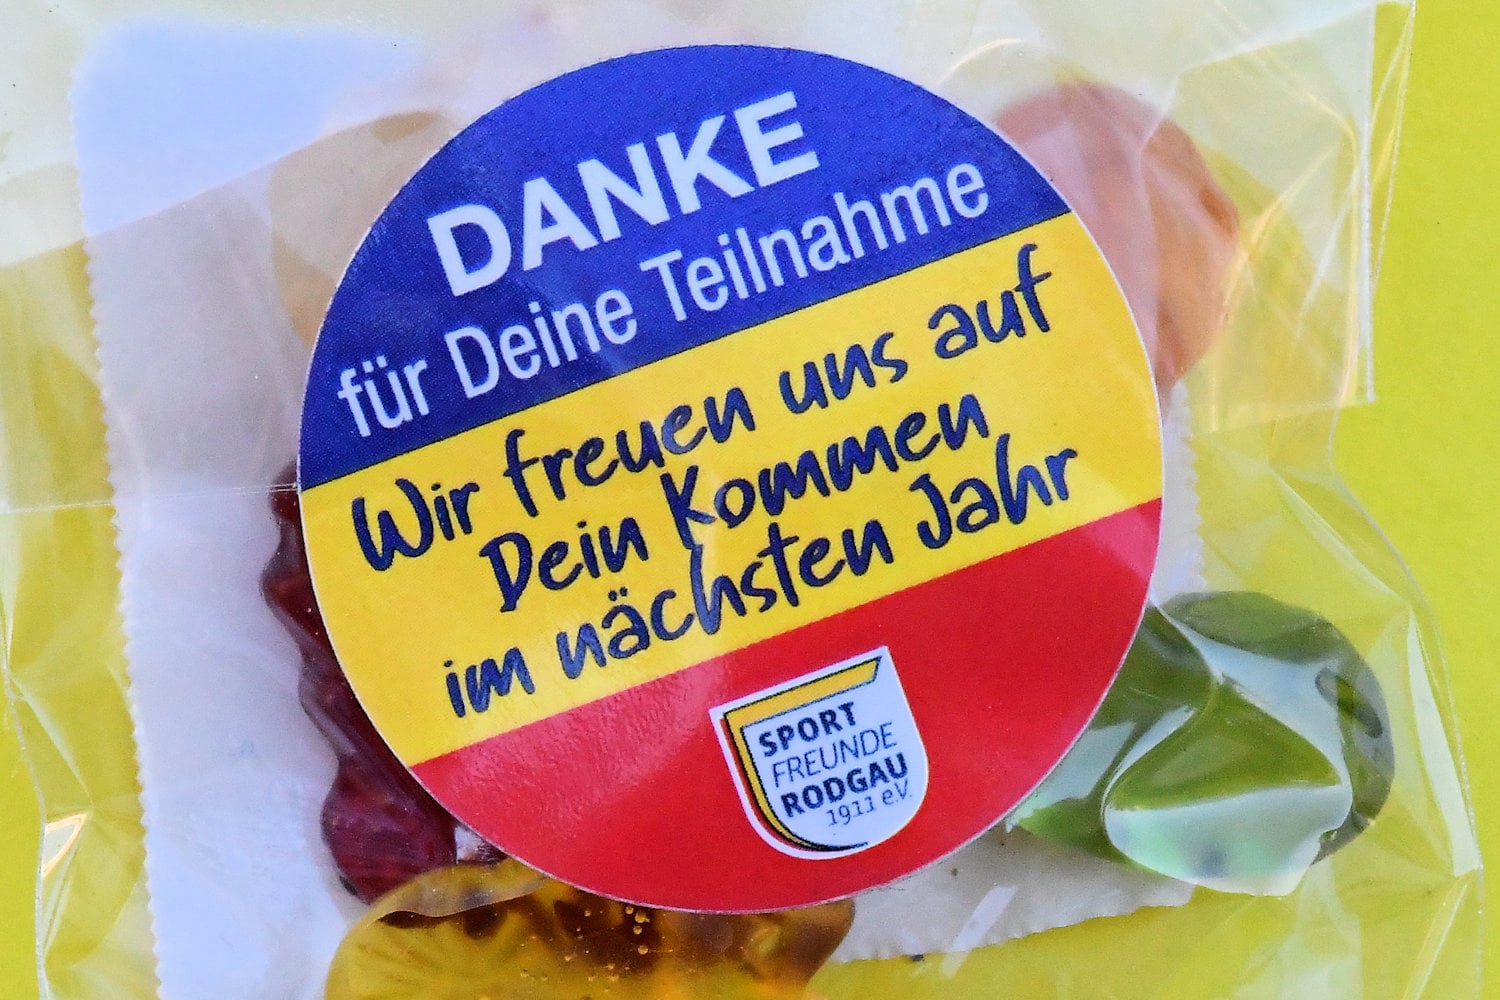 DANKE
für Deine Teilnahme
Wir freuen uns auf
Dein Kommen
im nächsten Jahr
SPORT
FREUNDE
RODGAU
1911 e.V.